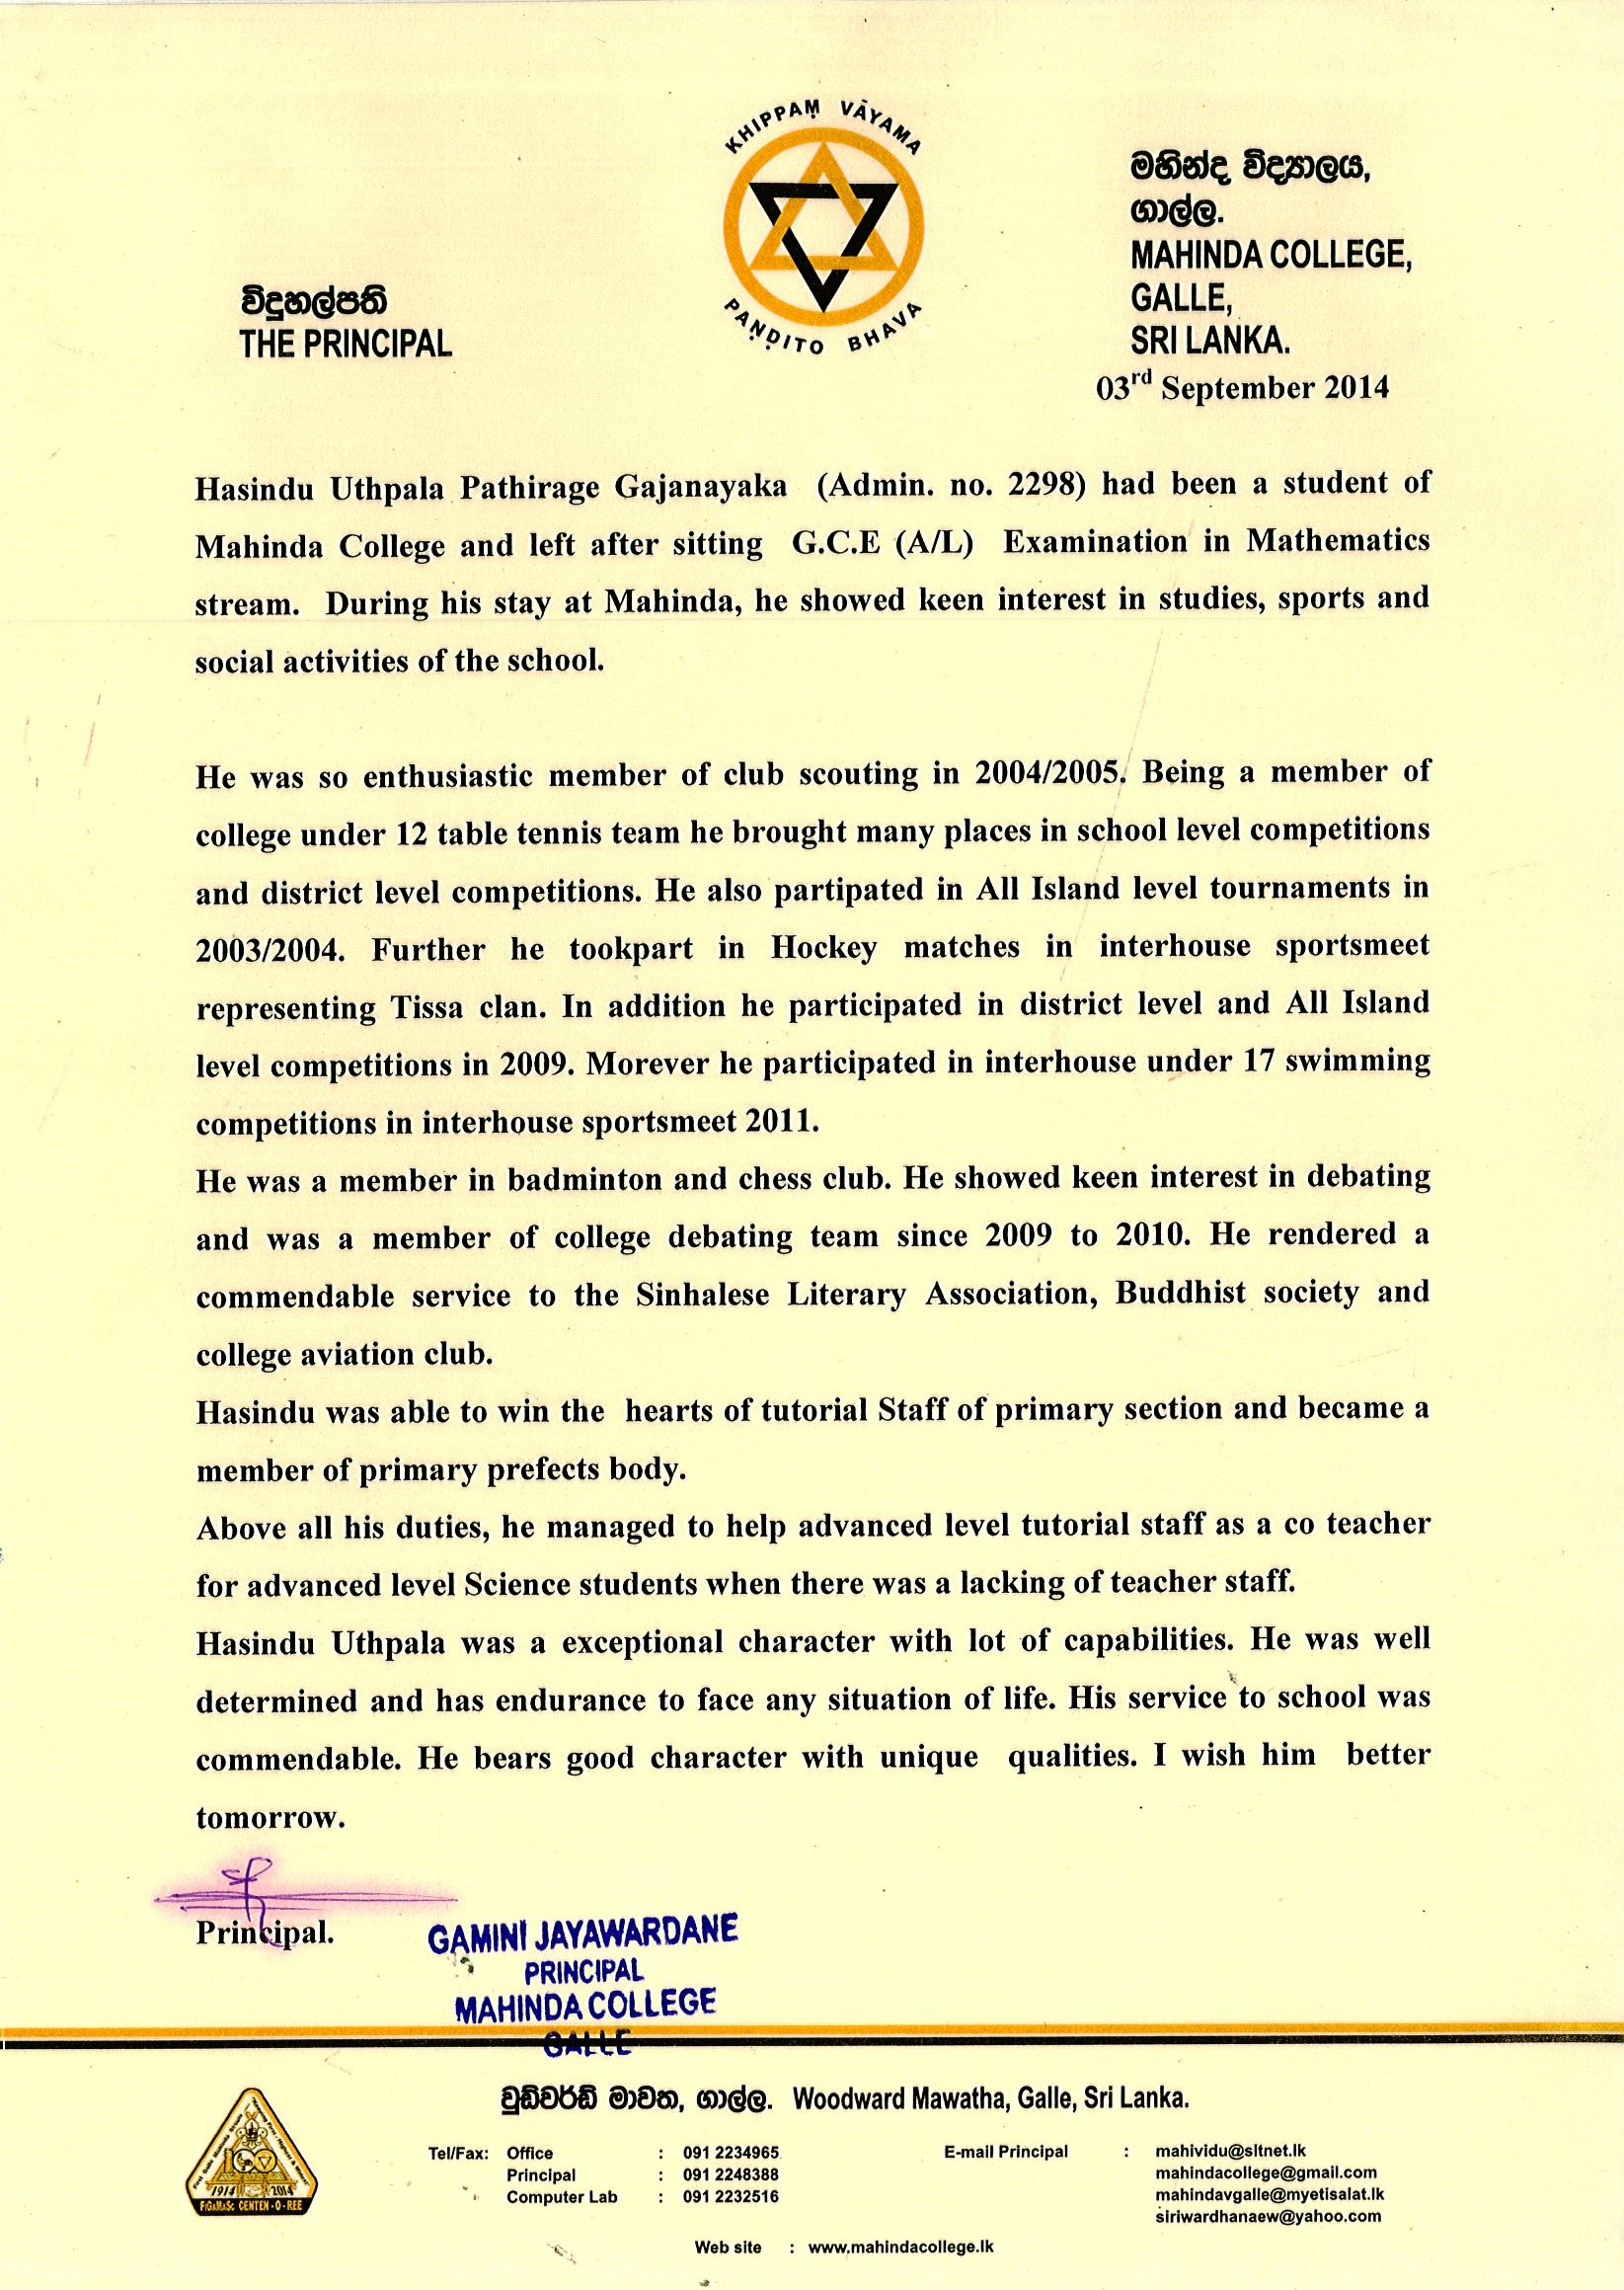 KHIPPAṂ VĀYAMA
PAṆḌITO BHAVA
මහින්ද විද්‍යාලය,
ගාල්ල.
MAHINDA COLLEGE,
GALLE,
SRI LANKA.
විදුහල්පති
THE PRINCIPAL
03rd September 2014
Hasindu Uthpala Pathirage Gajanayaka (Admin. no. 2298) had been a student of
Mahinda College and left after sitting G.C.E (A/L) Examination in Mathematics
stream. During his stay at Mahinda, he showed keen interest in studies, sports and
social activities of the school.
He was so enthusiastic member of club scouting in 2004/2005. Being a member of
college under 12 table tennis team he brought many places in school level competitions
and district level competitions. He also partipated in All Island level tournaments in
2003/2004. Further he tookpart in Hockey matches in interhouse sportsmeet
representing Tissa clan. In addition he participated in district level and All Island
level competitions in 2009. Morever he participated in interhouse under 17 swimming
competitions in interhouse sportsmeet 2011.
He was a member in badminton and chess club. He showed keen interest in debating
and was a member of college debating team since 2009 to 2010. He rendered a
commendable service to the Sinhalese Literary Association, Buddhist society and
college aviation club.
Hasindu was able to win the hearts of tutorial Staff of primary section and became a
member of primary prefects body.
Above all his duties, he managed to help advanced level tutorial staff as a co teacher
for advanced level Science students when there was a lacking of teacher staff.
Hasindu Uthpala was a exceptional character with lot of capabilities. He was well
determined and has endurance to face any situation of life. His service to school was
commendable. He bears good character with unique qualities. I wish him better
tomorrow.
Principal.
GAMINI JAYAWARDANE
PRINCIPAL
MAHINDA COLLEGE
GALLE
වුඩ්වර්ඩ් මාවත, ගාල්ල. Woodward Mawatha, Galle, Sri Lanka.
Tel/Fax: Office : 091 2234965 E-mail Principal : mahividu@sltnet.lk
Principal : 091 2248388 mahindacollege@gmail.com
Computer Lab : 091 2232516 mahindavgalle@myetisalat.lk
siriwardhanaew@yahoo.com
Web site : www.mahindacollege.lk
100
1914 2014
FiGaMaSc CENTEN-O-REE